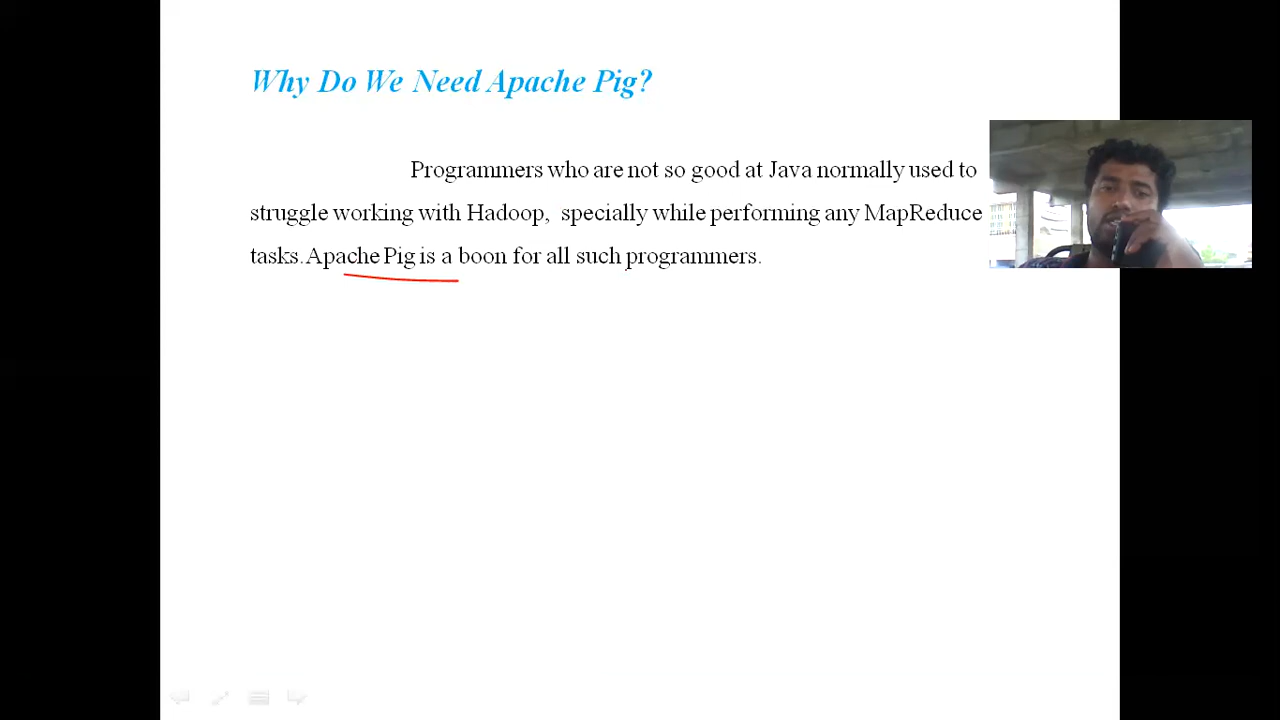 Why Do We Need Apache Pig?
Programmers who are not so good at Java normally used to
struggle working with Hadoop, specially while performing any MapReduce
tasks.Apache Pig is a boon for all such programmers.